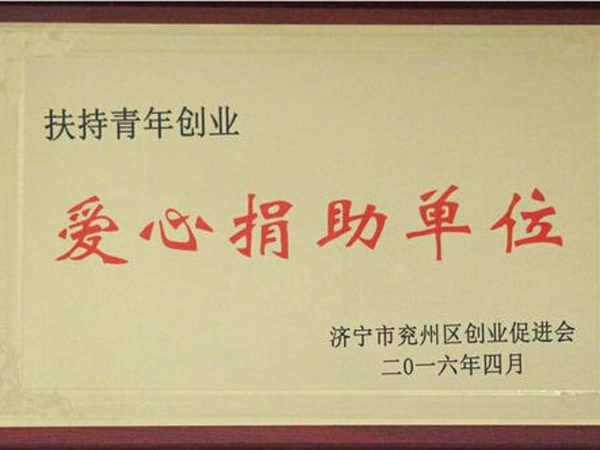 扶持青年创业
爱心捐助单位
济宁市兖州区创业促进会
二0一六年四月